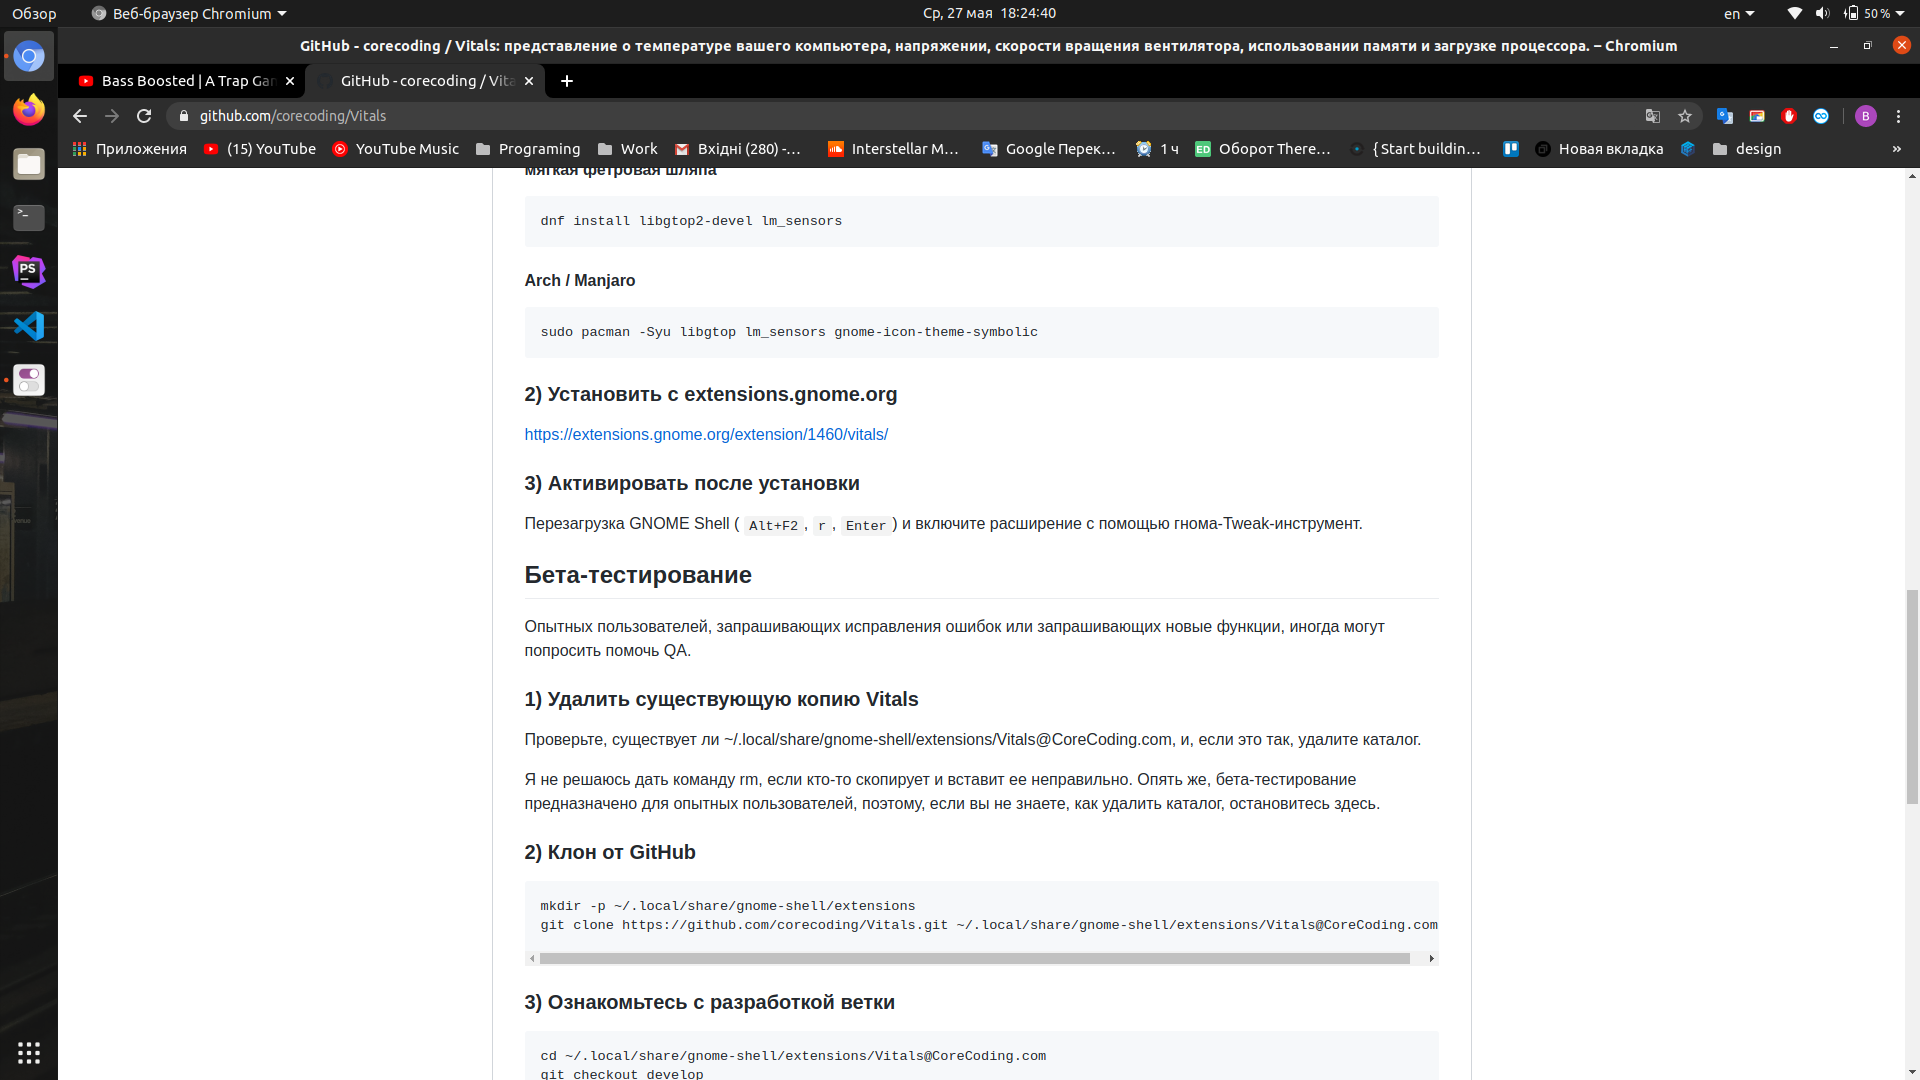 Обзор
Веб-браузер Chromium
Ср, 27 мая 18:24:40
en
50 %
GitHub - corecoding / Vitals: представление о температуре вашего компьютера, напряжении, скорости вращения вентилятора, использовании памяти и загрузке процессора. – Chromium
Bass Boosted | A Trap Gan
GitHub - corecoding / Vita
github.com/corecoding/Vitals
B
Приложения
(15) YouTube
YouTube Music
Programing
Work
Вхідні (280) -…
Interstellar M…
Google Перек…
1 ч
ED
Оборот There…
{ Start buildin…
Новая вкладка
design
»
PS
мягкая фетровая шляпа
dnf install libgtop2-devel lm_sensors
Arch / Manjaro
sudo pacman -Syu libgtop lm_sensors gnome-icon-theme-symbolic
2) Установить с extensions.gnome.org
https://extensions.gnome.org/extension/1460/vitals/
3) Активировать после установки
Перезагрузка GNOME Shell ( Alt+F2 , r , Enter ) и включите расширение с помощью гнома-Tweak-инструмент.
Бета-тестирование
Опытных пользователей, запрашивающих исправления ошибок или запрашивающих новые функции, иногда могут
попросить помочь QA.
1) Удалить существующую копию Vitals
Проверьте, существует ли ~/.local/share/gnome-shell/extensions/Vitals@CoreCoding.com, и, если это так, удалите каталог.
Я не решаюсь дать команду rm, если кто-то скопирует и вставит ее неправильно. Опять же, бета-тестирование
предназначено для опытных пользователей, поэтому, если вы не знаете, как удалить каталог, остановитесь здесь.
2) Клон от GitHub
mkdir -p ~/.local/share/gnome-shell/extensions
git clone https://github.com/corecoding/Vitals.git ~/.local/share/gnome-shell/extensions/Vitals@CoreCoding.com
3) Ознакомьтесь с разработкой ветки
cd ~/.local/share/gnome-shell/extensions/Vitals@CoreCoding.com
git checkout develop